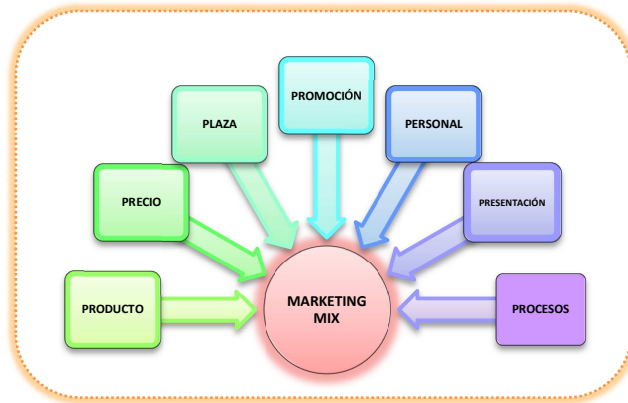 PROMOCIÓN
PLAZA
PERSONAL
PRECIO
PRESENTACIÓN
PRODUCTO
MARKETING
MIX
PROCESOS